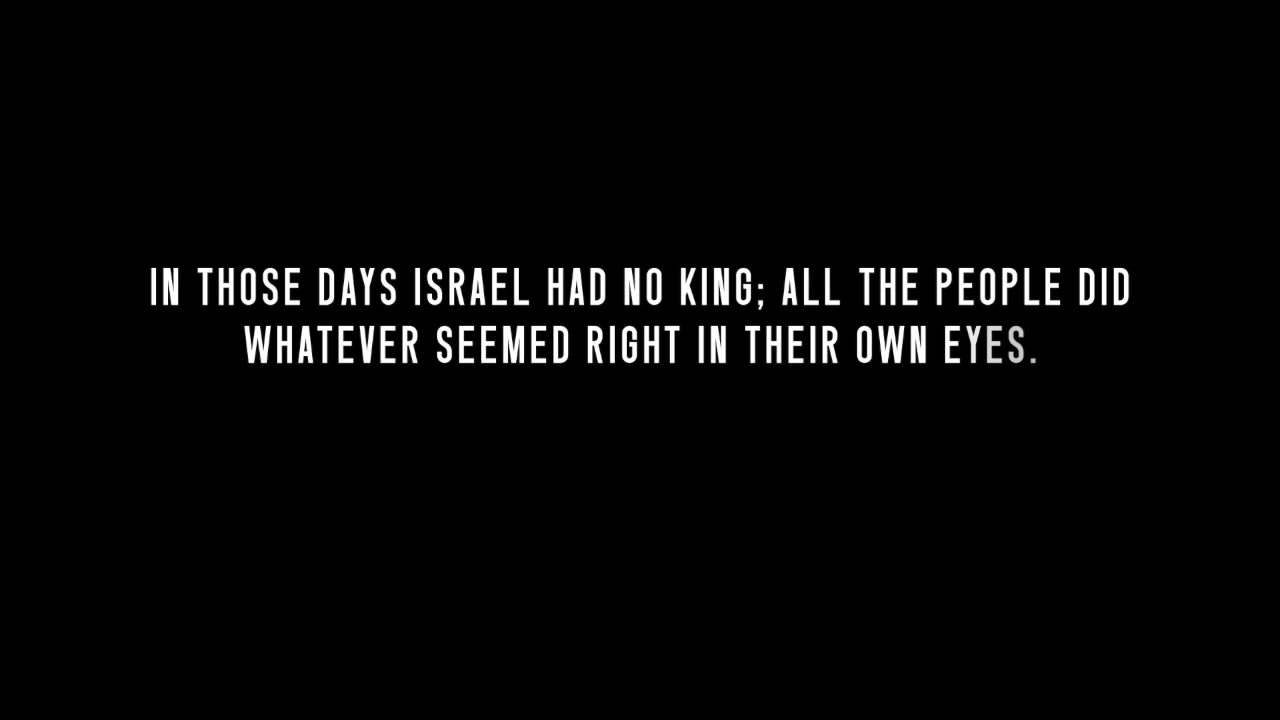 IN THOSE DAYS ISRAEL HAD NO KING; ALL THE PEOPLE DID
WHATEVER SEEMED RIGHT IN THEIR OWN EYES.